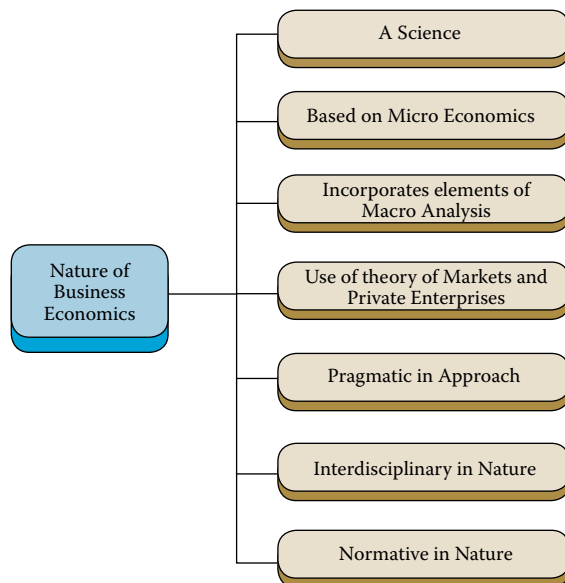 A Science
Based on Micro Economics
Incorporates elements of
Macro Analysis
Nature of
Business
Economics
Use of theory of Markets and
Private Enterprises
Pragmatic in Approach
Interdisciplinary in Nature
Normative in Nature